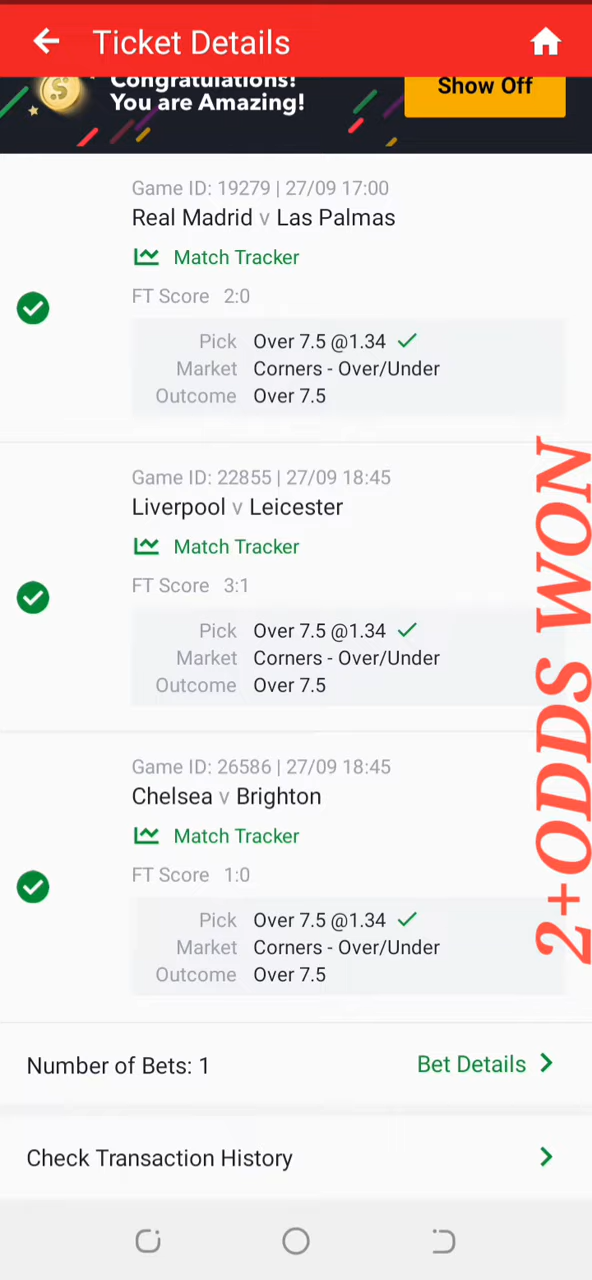 Ticket Details
Congratulations!
You are Amazing!
Show Off
Game ID: 19279 | 27/09 17:00
Real Madrid v Las Palmas
Match Tracker
FT Score 2:0
Pick Over 7.5 @1.34
Market Corners - Over/Under
Outcome Over 7.5
Game ID: 22855 | 27/09 18:45
Liverpool v Leicester
Match Tracker
FT Score 3:1
Pick Over 7.5 @1.34
Market Corners - Over/Under
Outcome Over 7.5
Game ID: 26586 | 27/09 18:45
Chelsea v Brighton
Match Tracker
FT Score 1:0
Pick Over 7.5 @1.34
Market Corners - Over/Under
Outcome Over 7.5
2+ODDS WON
Number of Bets: 1
Bet Details
Check Transaction History